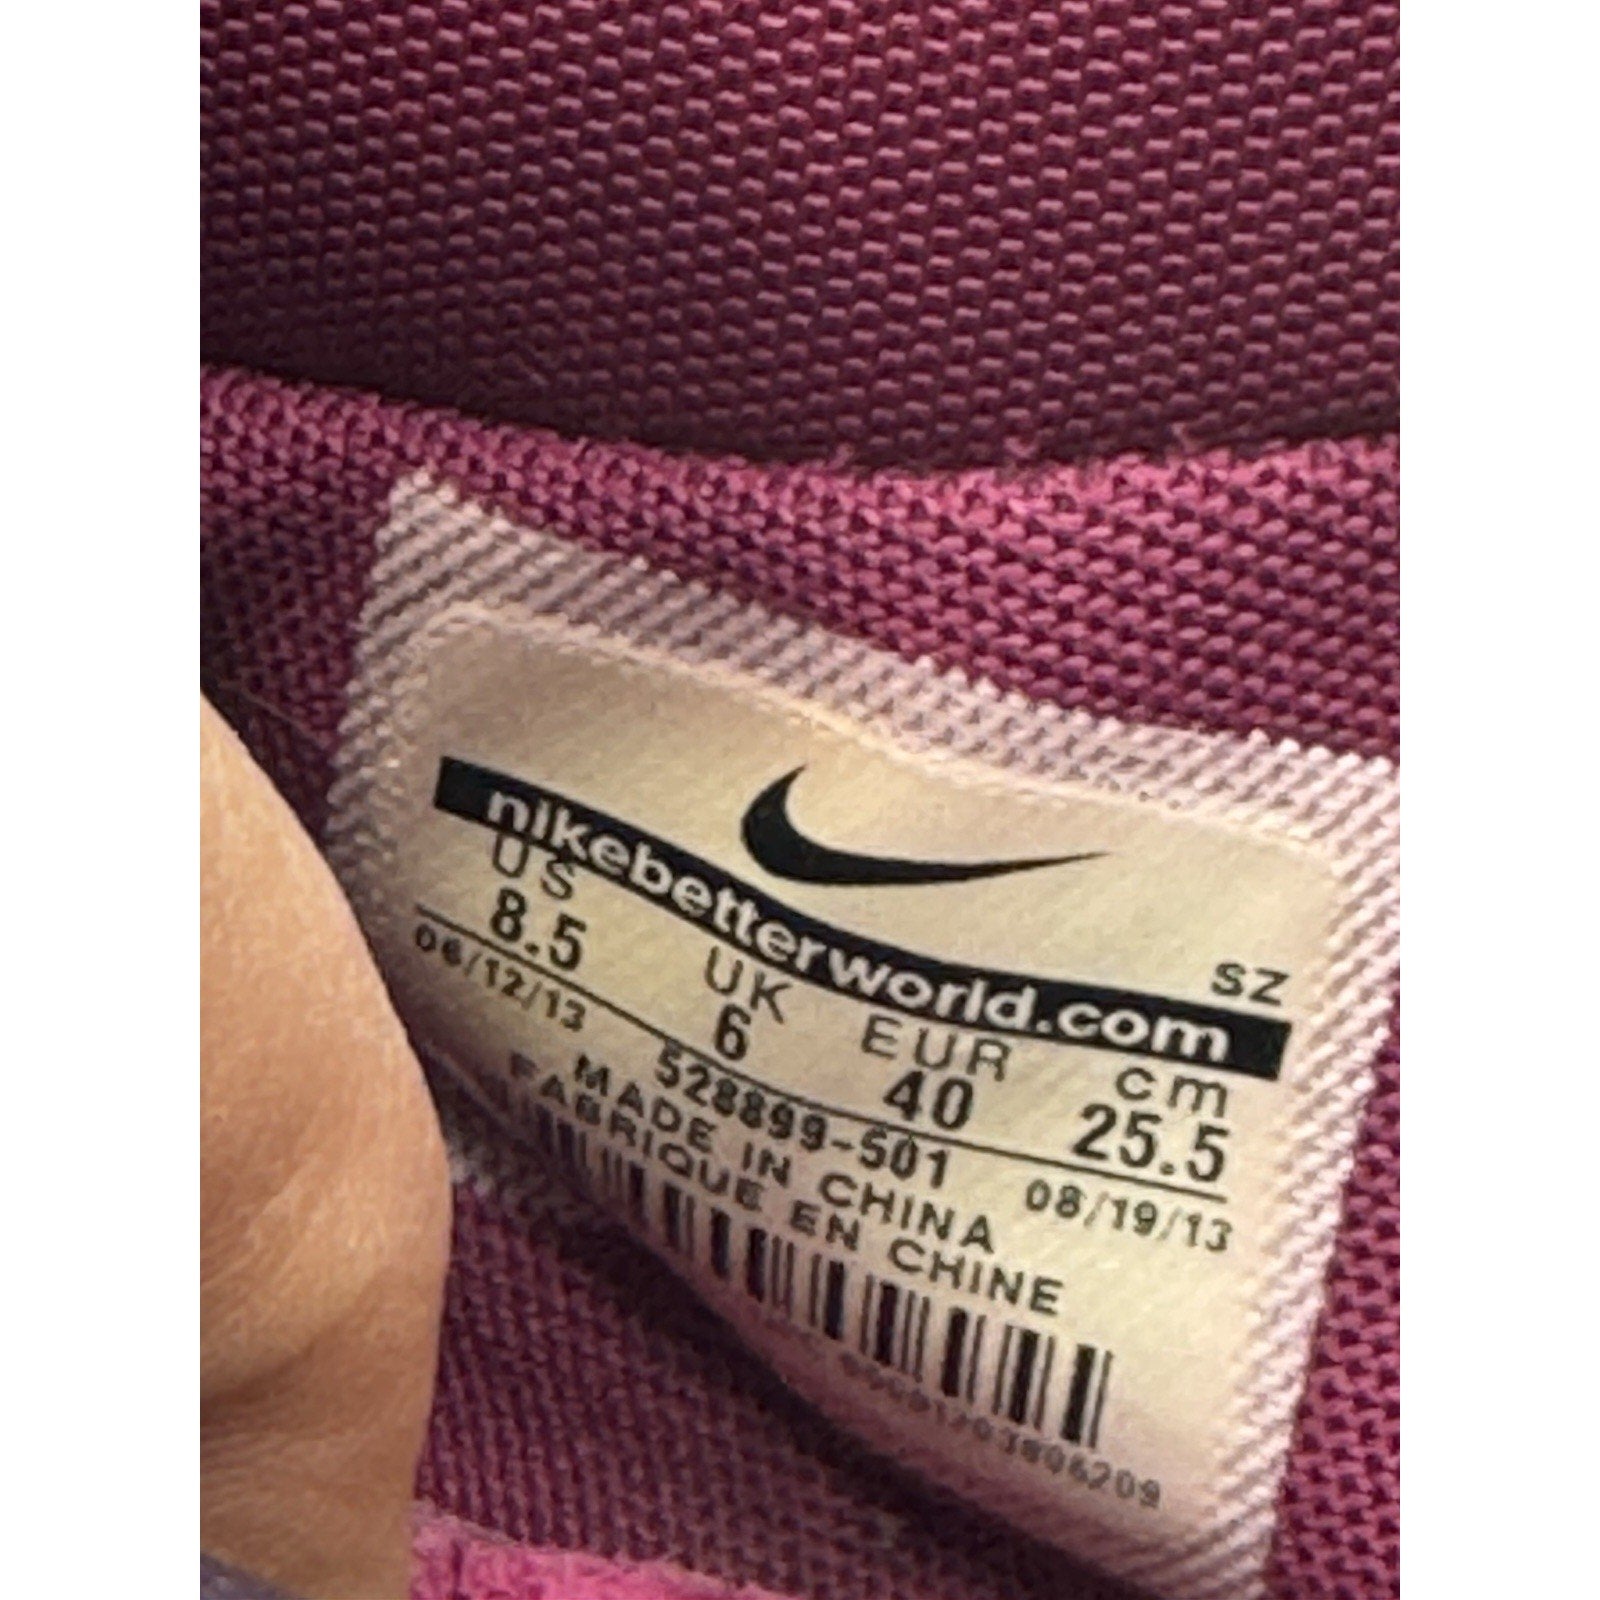 nikebetterworld.com
SZ
US UK EUR cm
8.5 6 40 25.5
06/12/13 528899-501 08/19/13
MADE IN CHINA
FABRIQUE EN CHINE